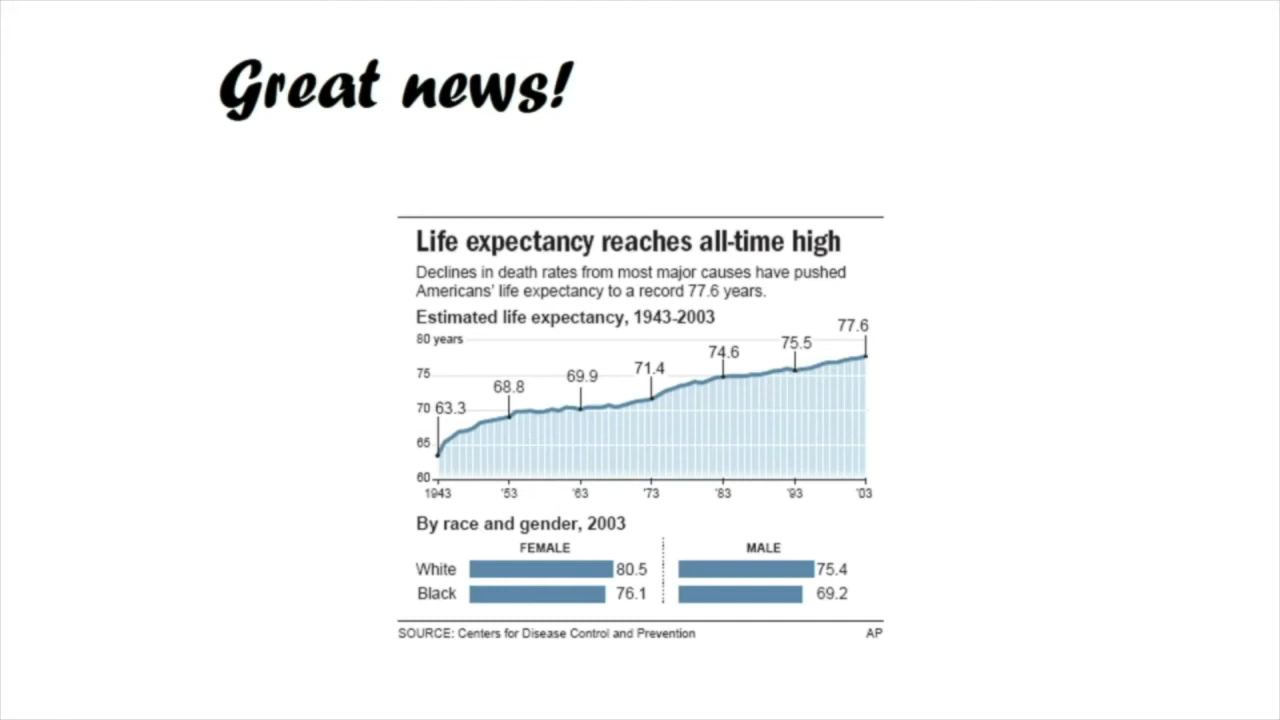 Great news!
Life expectancy reaches all-time high
Declines in death rates from most major causes have pushed
Americans' life expectancy to a record 77.6 years.
Estimated life expectancy, 1943-2003
77.6
80 years
75.5
74.6
71.4
75
69.9
68.8
70 63.3
65
60
1943 '53 '63 '73 '83 '93 '03
By race and gender, 2003
FEMALE MALE
White 80.5 75.4
Black 76.1 69.2
SOURCE: Centers for Disease Control and Prevention AP